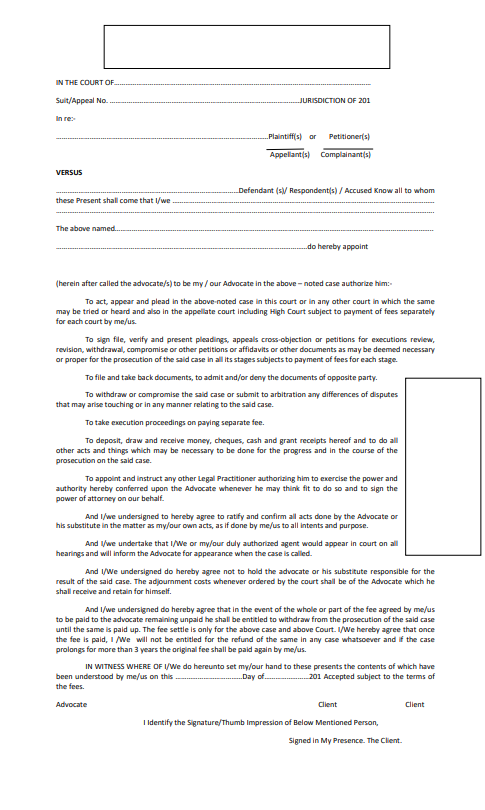 IN THE COURT OF..........................................................................................................................
Suit/Appeal No. ....................................................................................JURISDICTION OF 201
In re:-
..............................................................................................Plaintiff(s) or Petitioner(s)
Appellant(s) Complainant(s)
VERSUS
..................................................................................Defendant (s)/ Respondent(s) / Accused Know all to whom
these Present shall come that I/we .....................................................................................................................
........................................................................................................................................................................
The above named.............................................................................................................................................
...............................................................................................................do hereby appoint
(herein after called the advocate/s) to be my / our Advocate in the above – noted case authorize him:-
To act, appear and plead in the above-noted case in this court or in any other court in which the same
may be tried or heard and also in the appellate court including High Court subject to payment of fees separately
for each court by me/us.
To sign file, verify and present pleadings, appeals cross-objection or petitions for executions review,
revision, withdrawal, compromise or other petitions or affidavits or other documents as may be deemed necessary
or proper for the prosecution of the said case in all its stages subjects to payment of fees for each stage.
To file and take back documents, to admit and/or deny the documents of opposite party.
To withdraw or compromise the said case or submit to arbitration any differences of disputes
that may arise touching or in any manner relating to the said case.
To take execution proceedings on paying separate fee.
To deposit, draw and receive money, cheques, cash and grant receipts hereof and to do all
other acts and things which may be necessary to be done for the progress and in the course of the
prosecution on the said case.
To appoint and instruct any other Legal Practitioner authorizing him to exercise the power and
authority hereby conferred upon the Advocate whenever he may think fit to do so and to sign the
power of attorney on our behalf.
And I/we undersigned to hereby agree to ratify and confirm all acts done by the Advocate or
his substitute in the matter as my/our own acts, as if done by me/us to all intents and purpose.
And I/we undertake that I/We or my/our duly authorized agent would appear in court on all
hearings and will inform the Advocate for appearance when the case is called.
And I/We undersigned do hereby agree not to hold the advocate or his substitute responsible for the
result of the said case. The adjournment costs whenever ordered by the court shall be of the Advocate which he
shall receive and retain for himself.
And I/We undersigned do hereby agree that in the event of the whole or part of the fee agreed by me/us
to be paid to the advocate remaining unpaid he shall be entitled to withdraw from the prosecution of the said case
until the same is paid up. The fee settle is only for the above case and above Court. I/We hereby agree that once
the fee is paid, I /We will not be entitled for the refund of the same in any case whatsoever and if the case
prolongs for more than 3 years the original fee shall be paid again by me/us.
IN WITNESS WHERE OF I/We do hereunto set my/our hand to these presents the contents of which have
been understood by me/us on this .............................Day of...................201 Accepted subject to the terms of
the fees.
Advocate Client Client
I Identify the Signature/Thumb Impression of Below Mentioned Person,
Signed in My Presence. The Client.